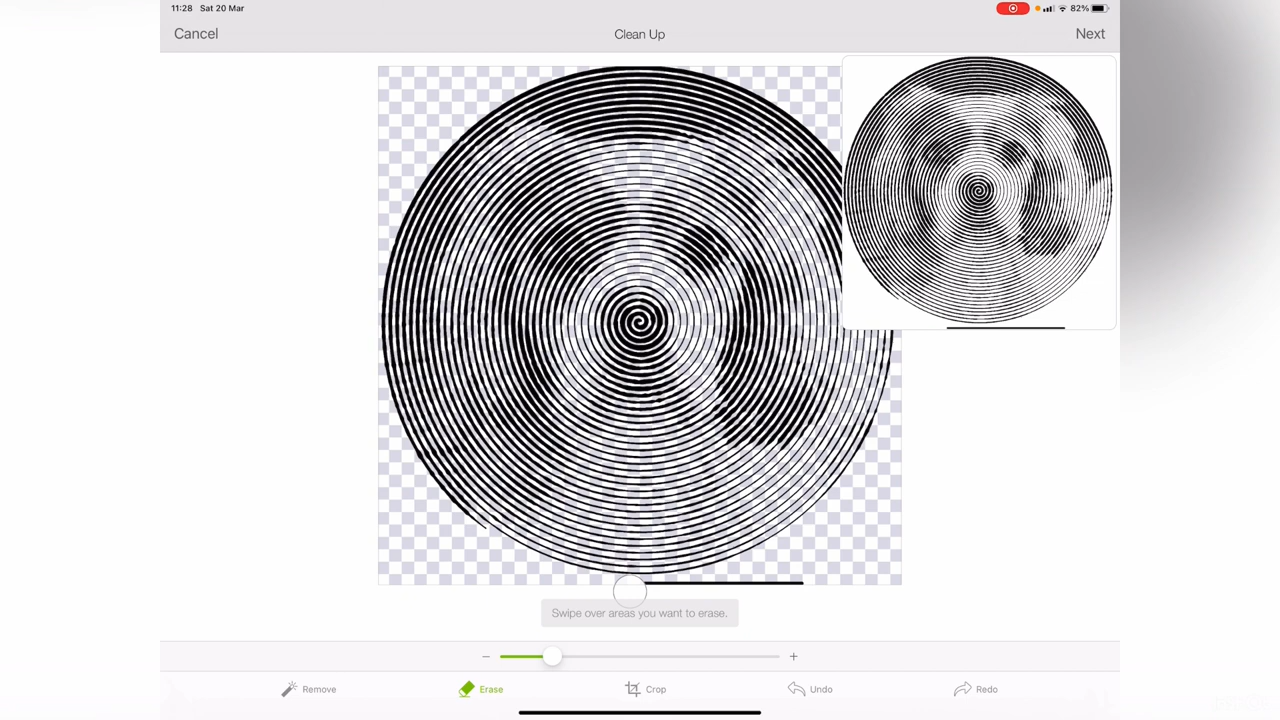 11:28 Sat 20 Mar 82%
Cancel Clean Up Next
Swipe over areas you want to erase.
− +
Remove Erase Crop Undo Redo